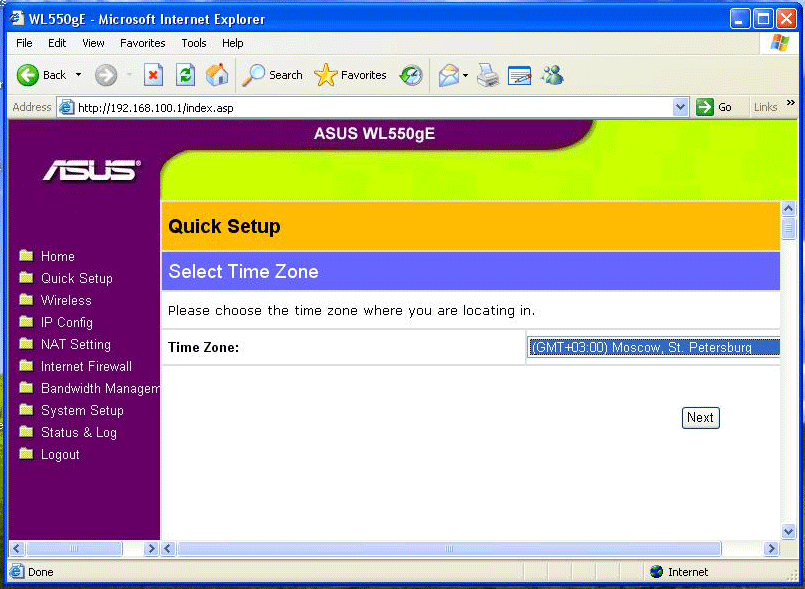 WL550gE - Microsoft Internet Explorer
File Edit View Favorites Tools Help
Back Search Favorites
Address http://192.168.100.1/index.asp Go Links »
ASUS WL550gE
ASUS
Quick Setup
Select Time Zone
Please choose the time zone where you are locating in.
Time Zone: (GMT+03:00) Moscow, St. Petersburg
Next
Home
Quick Setup
Wireless
IP Config
NAT Setting
Internet Firewall
Bandwidth Managem
System Setup
Status & Log
Logout
Done Internet